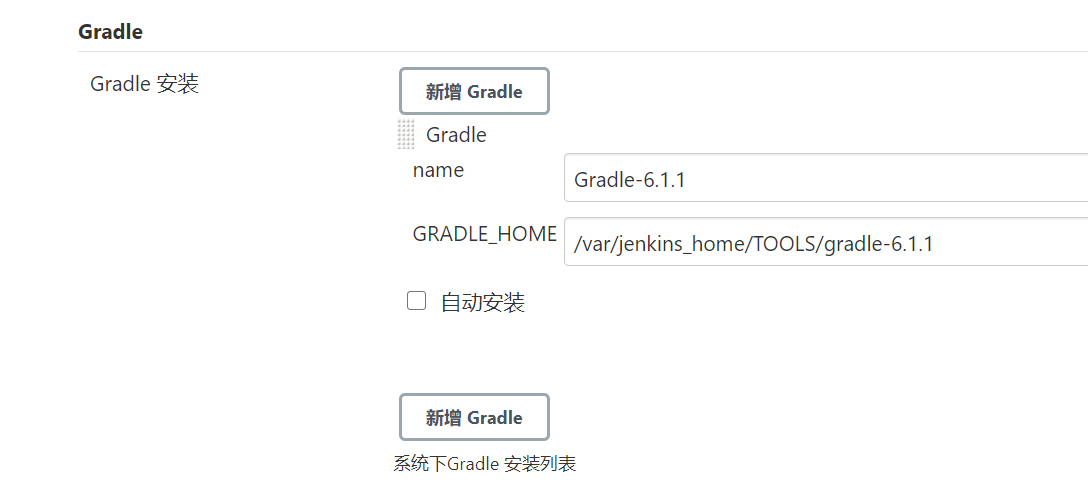 Gradle
Gradle 安装
新增 Gradle
Gradle
name
Gradle-6.1.1
GRADLE_HOME
/var/jenkins_home/TOOLS/gradle-6.1.1
自动安装
新增 Gradle
系统下Gradle 安装列表